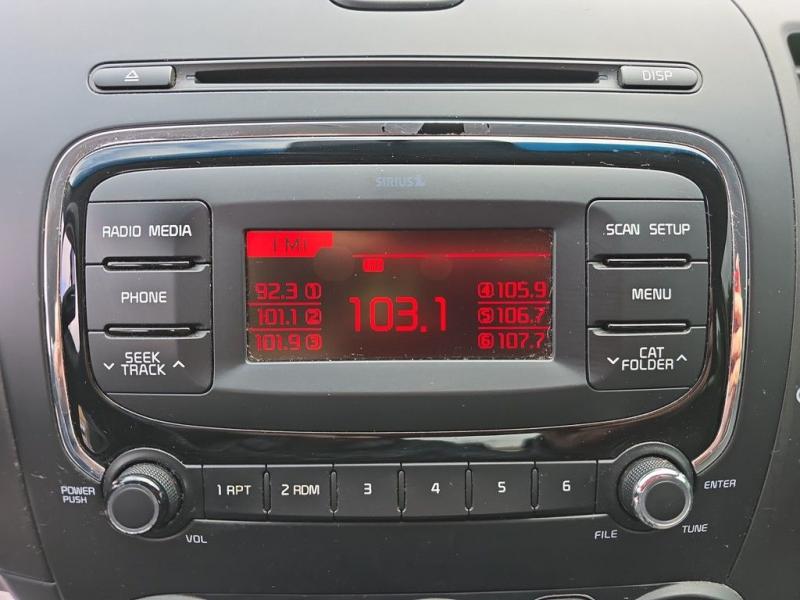 DISP
SIRIUS
RADIO MEDIA
PHONE
SEEK
TRACK
FM1
92.3 1
101.1 2
101.9 3
103.1
4 105.9
5 106.7
6 107.7
SCAN SETUP
MENU
CAT
FOLDER
POWER
PUSH
VOL
1 RPT
2 RDM
3
4
5
6
FILE
TUNE
ENTER